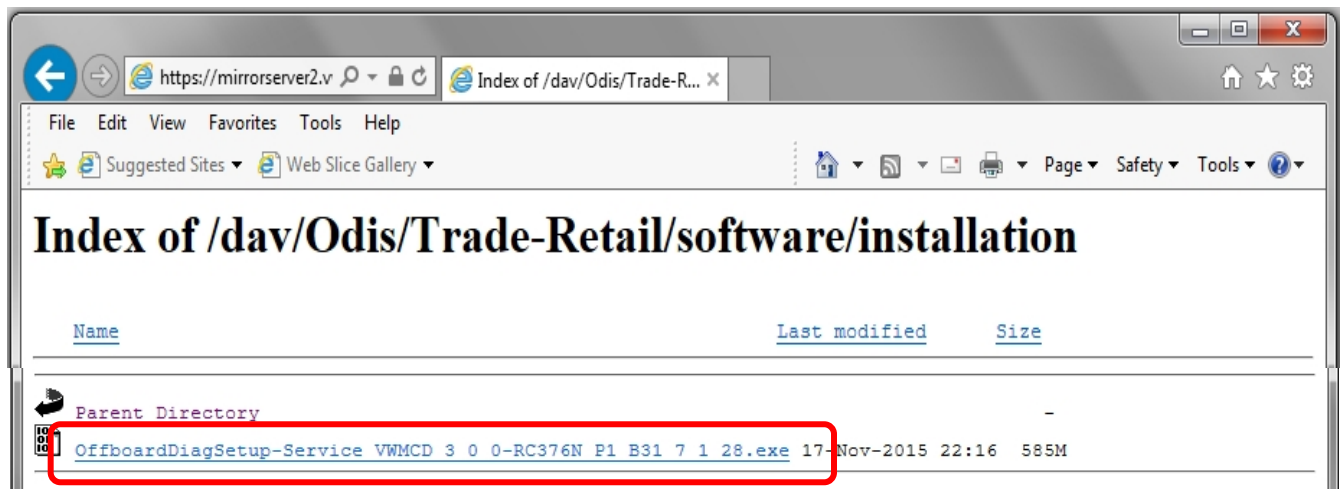 https://mirrorserver2.v
Index of /dav/Odis/Trade-R...
File Edit View Favorites Tools Help
Suggested Sites Web Slice Gallery Page Safety Tools
Index of /dav/Odis/Trade-Retail/software/installation
Name Last modified Size
Parent Directory -
OffboardDiagSetup-Service VWMCD 3 0 0-RC376N P1 B31 7 1 28.exe 17-Nov-2015 22:16 585M